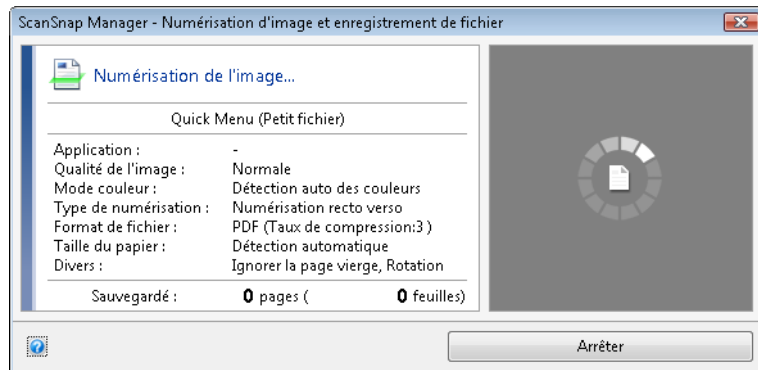 ScanSnap Manager - Numérisation d'image et enregistrement de fichier
Numérisation de l'image...
Quick Menu (Petit fichier)
Application : -
Qualité de l'image : Normale
Mode couleur : Détection auto des couleurs
Type de numérisation : Numérisation recto verso
Format de fichier : PDF (Taux de compression:3 )
Taille du papier : Détection automatique
Divers : Ignorer la page vierge, Rotation
Sauvegardé : 0 pages ( 0 feuilles)
Arrêter